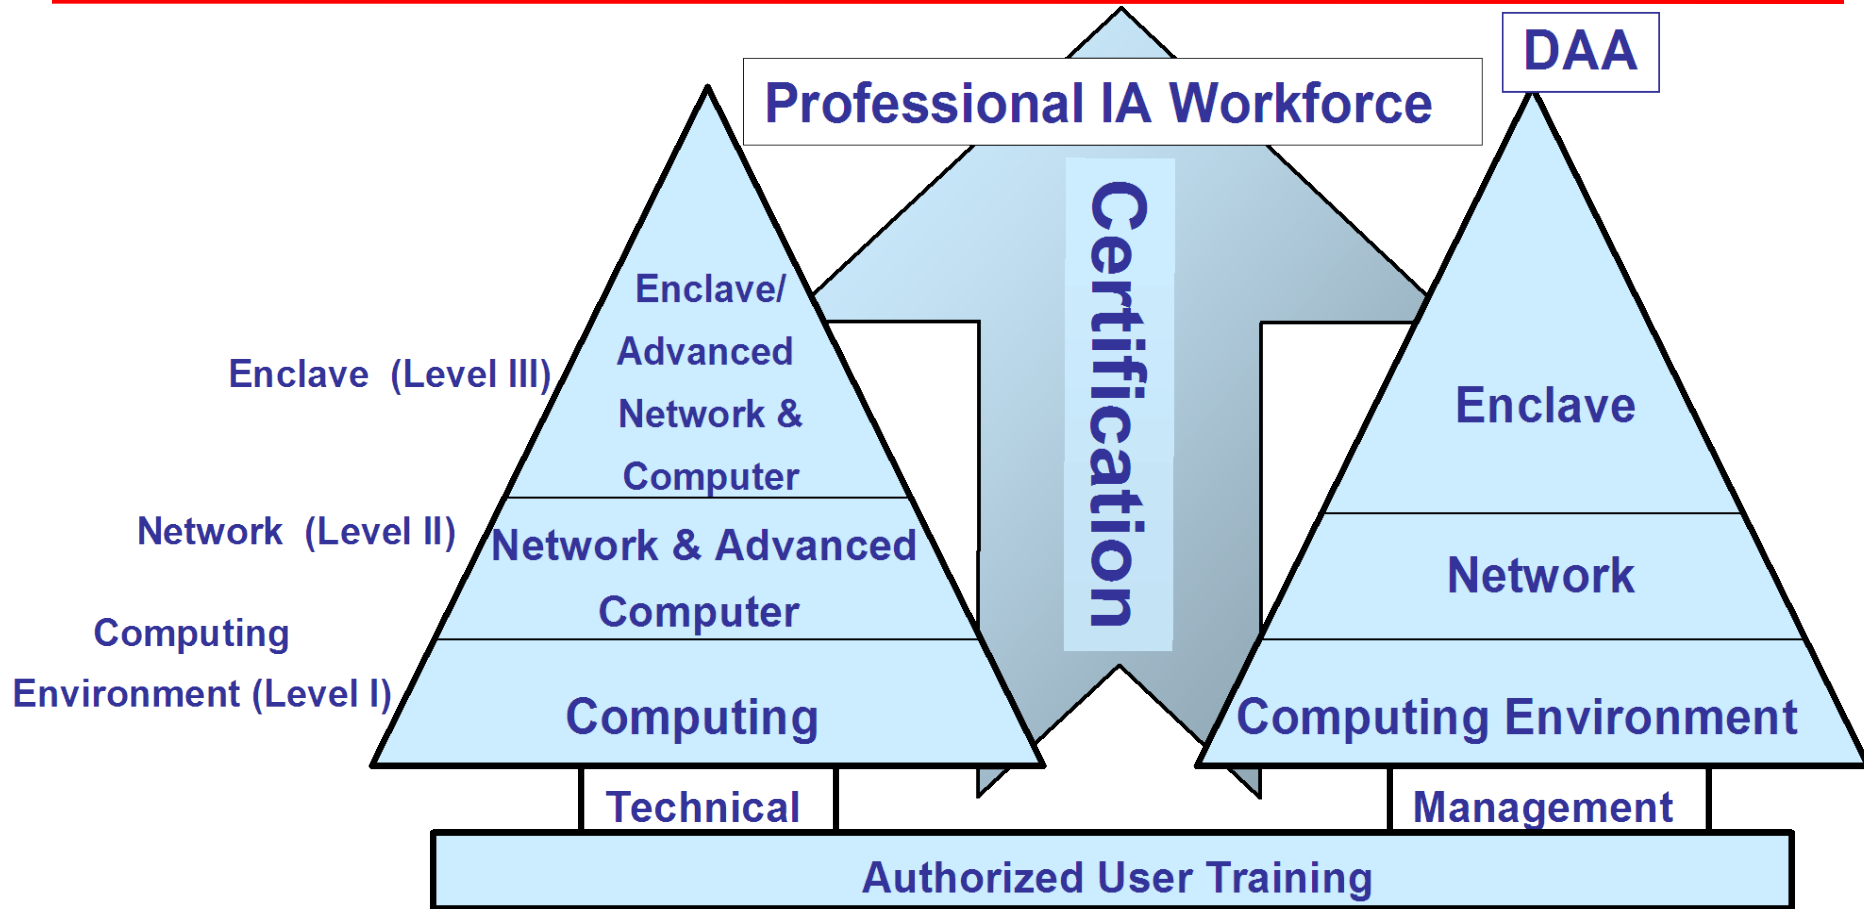 DAA
Professional IA Workforce
Certification
Enclave/
Advanced
Network &
Computer
Enclave (Level III)
Enclave
Network (Level II)
Network & Advanced
Computer
Network
Computing
Environment (Level I)
Computing
Computing Environment
Technical
Management
Authorized User Training